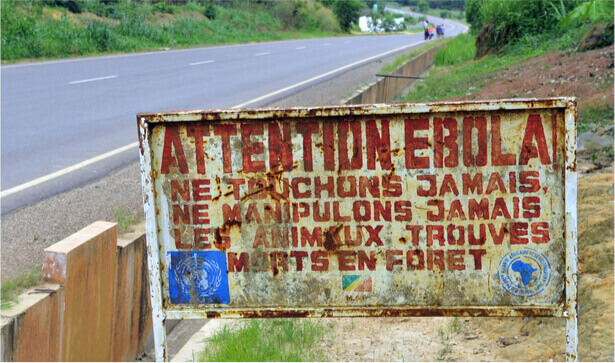 ATTENTION EBOLA
NE TOUCHONS JAMAIS,
NE MANIPULONS JAMAIS
LES ANIMAUX TROUVES
MORTS EN FORET